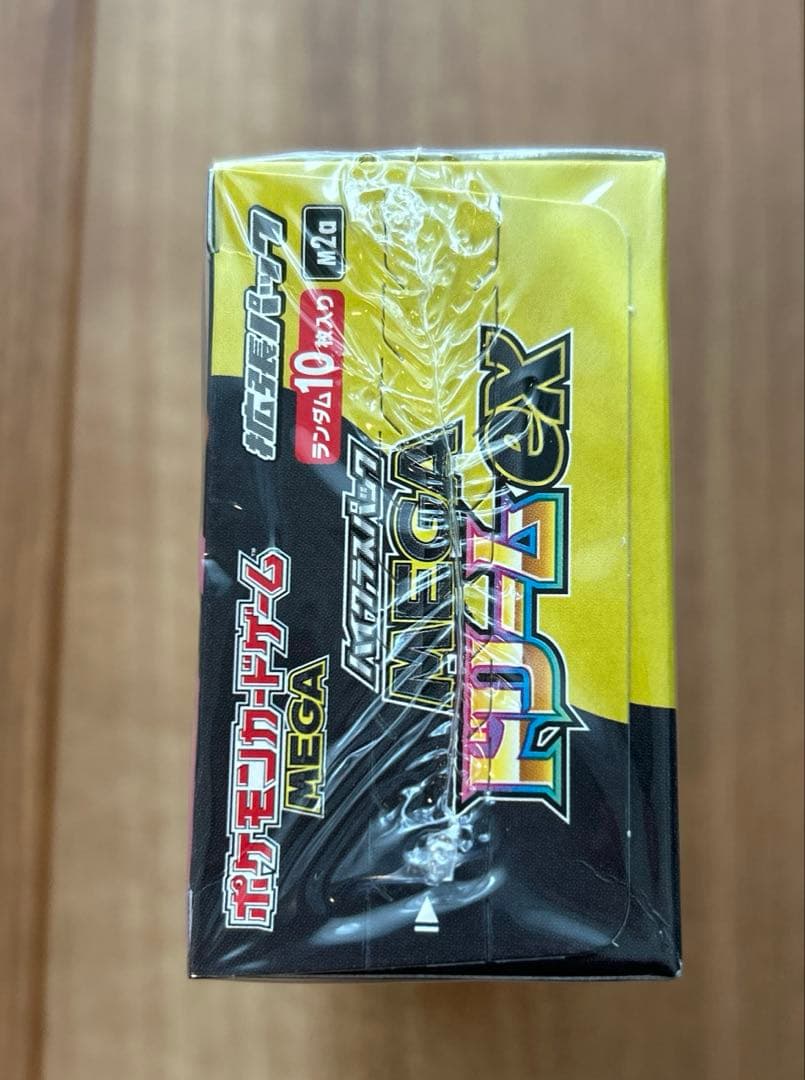 ポケモンカードゲーム™
MEGA
拡張パック
ランダム10枚入り
M2a
ハイクラスパック
MEGA
ドリームex